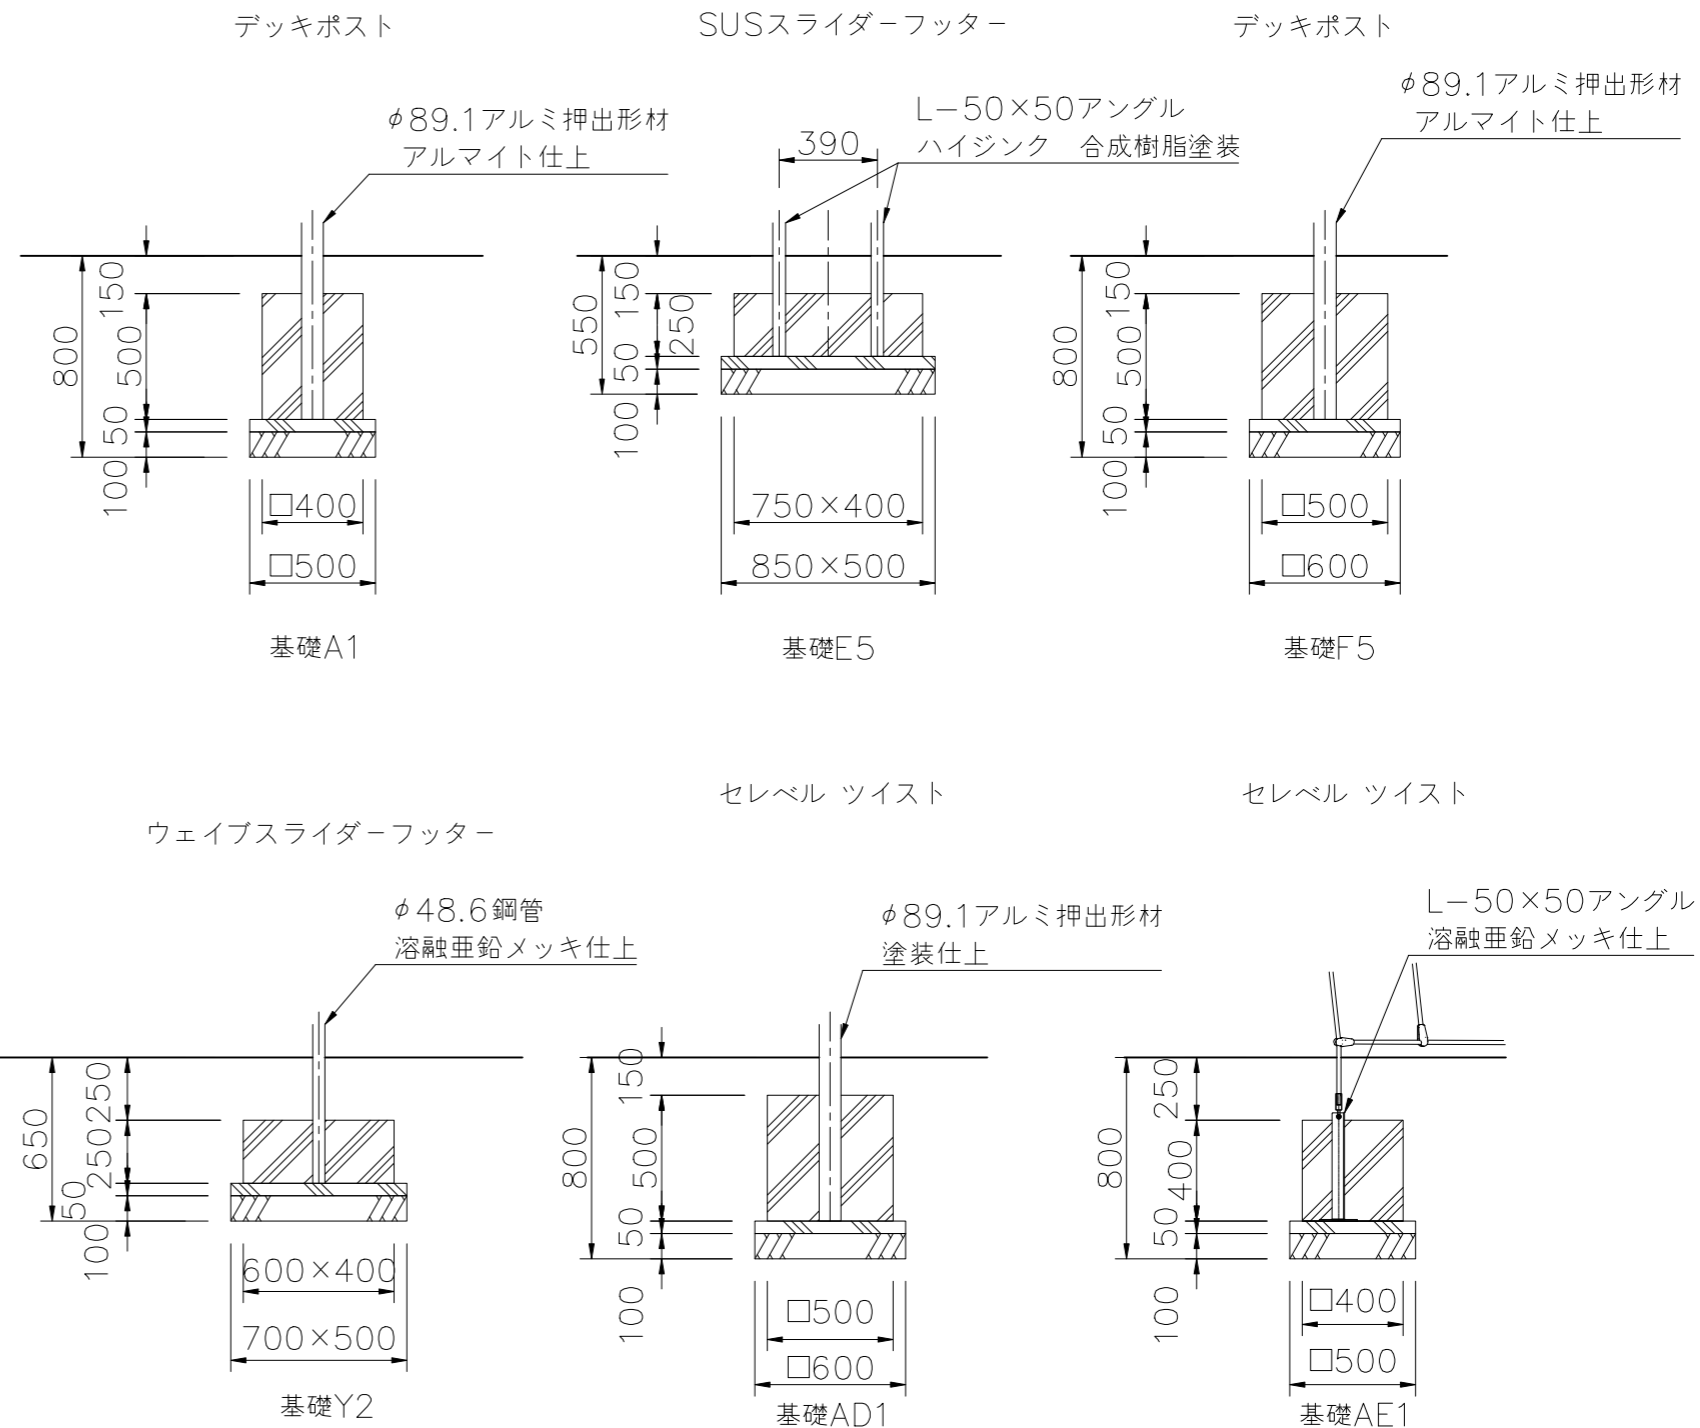 デッキポスト
φ89.1アルミ押出形材
アルマイト仕上
150
500
800
50
100
□400
□500
基礎A1
SUSスライダーフッター
L−50×50アングル
ハイジンク　合成樹脂塗装
390
150
250
550
50
100
750×400
850×500
基礎E5
デッキポスト
φ89.1アルミ押出形材
アルマイト仕上
150
500
800
50
100
□500
□600
基礎F5
ウェイブスライダーフッター
φ48.6鋼管
溶融亜鉛メッキ仕上
250
250
650
50
100
600×400
700×500
基礎Y2
セレベル ツイスト
φ89.1アルミ押出形材
塗装仕上
150
500
800
50
100
□500
□600
基礎AD1
セレベル ツイスト
L−50×50アングル
溶融亜鉛メッキ仕上
250
400
800
50
100
□400
□500
基礎AE1